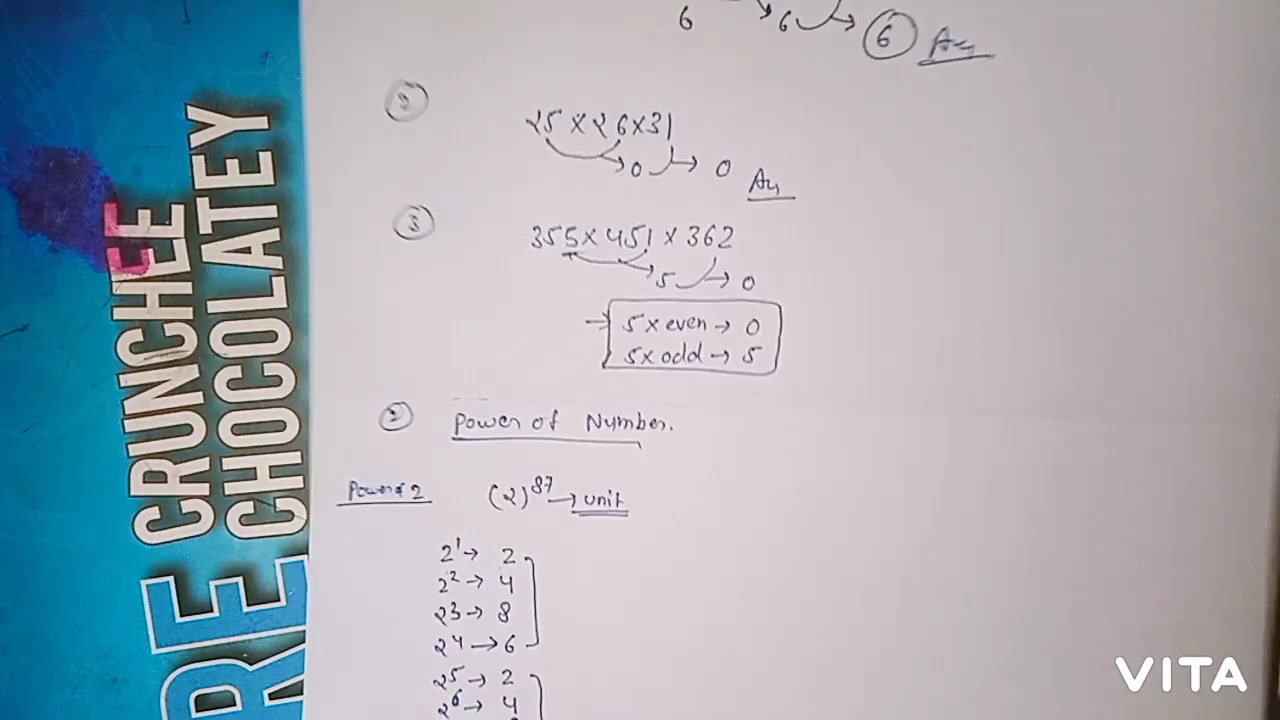 6 → 6 → 6 Ans
②
25 × 26 × 31
→ 0 → 0 Ans
③
355 × 451 × 362
→ 5 → 0
→ 5 × even → 0
5 × odd → 5
② Power of Number.
Power of 2 (2)^87 → unit
2^1 → 2
2^2 → 4
2^3 → 8
2^4 → 6
2^5 → 2
2^6 → 4
CRUNCHEE
CHOCOLATEY
RE
VITA